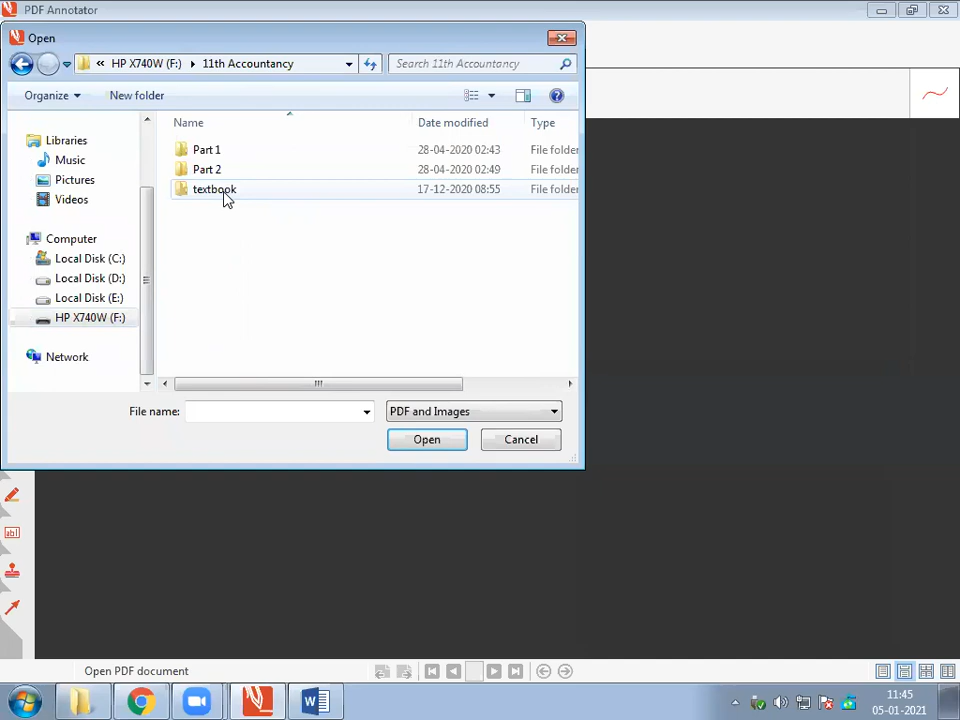 PDF Annotator
Open
« HP X740W (F:) 11th Accountancy
Search 11th Accountancy
Organize New folder
Name Date modified Type
Libraries
Music
Pictures
Videos
Computer
Local Disk (C:)
Local Disk (D:)
Local Disk (E:)
HP X740W (F:)
Network
Part 1 28-04-2020 02:43 File folder
Part 2 28-04-2020 02:49 File folder
textbook 17-12-2020 08:55 File folder
File name: PDF and Images
Open Cancel
Open PDF document
11:45
05-01-2021